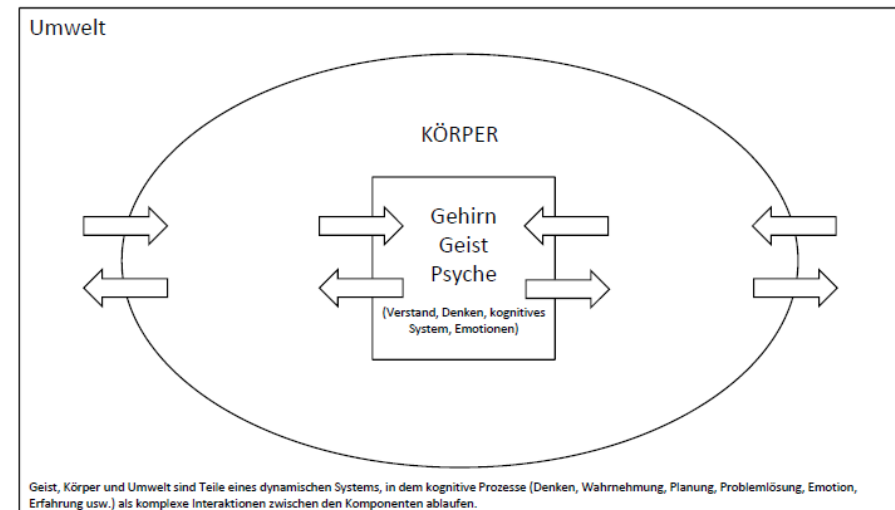 Umwelt
KÖRPER
Gehirn
Geist
Psyche
(Verstand, Denken, kognitives
System, Emotionen)
Geist, Körper und Umwelt sind Teile eines dynamischen Systems, in dem kognitive Prozesse (Denken, Wahrnehmung, Planung, Problemlösung, Emotion,
Erfahrung usw.) als komplexe Interaktionen zwischen den Komponenten ablaufen.